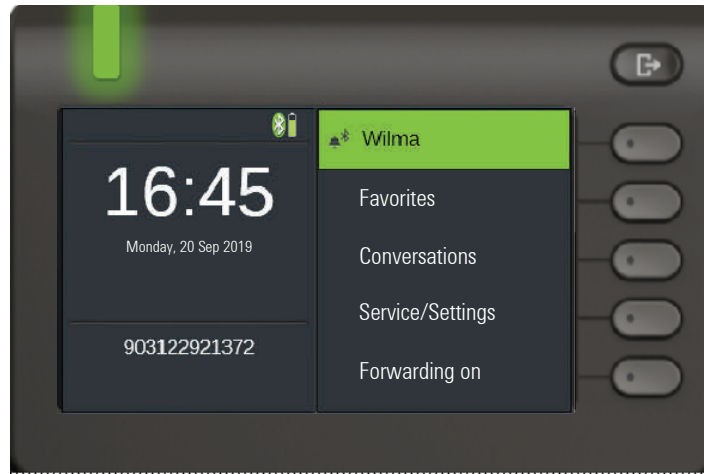 16:45
Monday, 20 Sep 2019
903122921372
Wilma
Favorites
Conversations
Service/Settings
Forwarding on